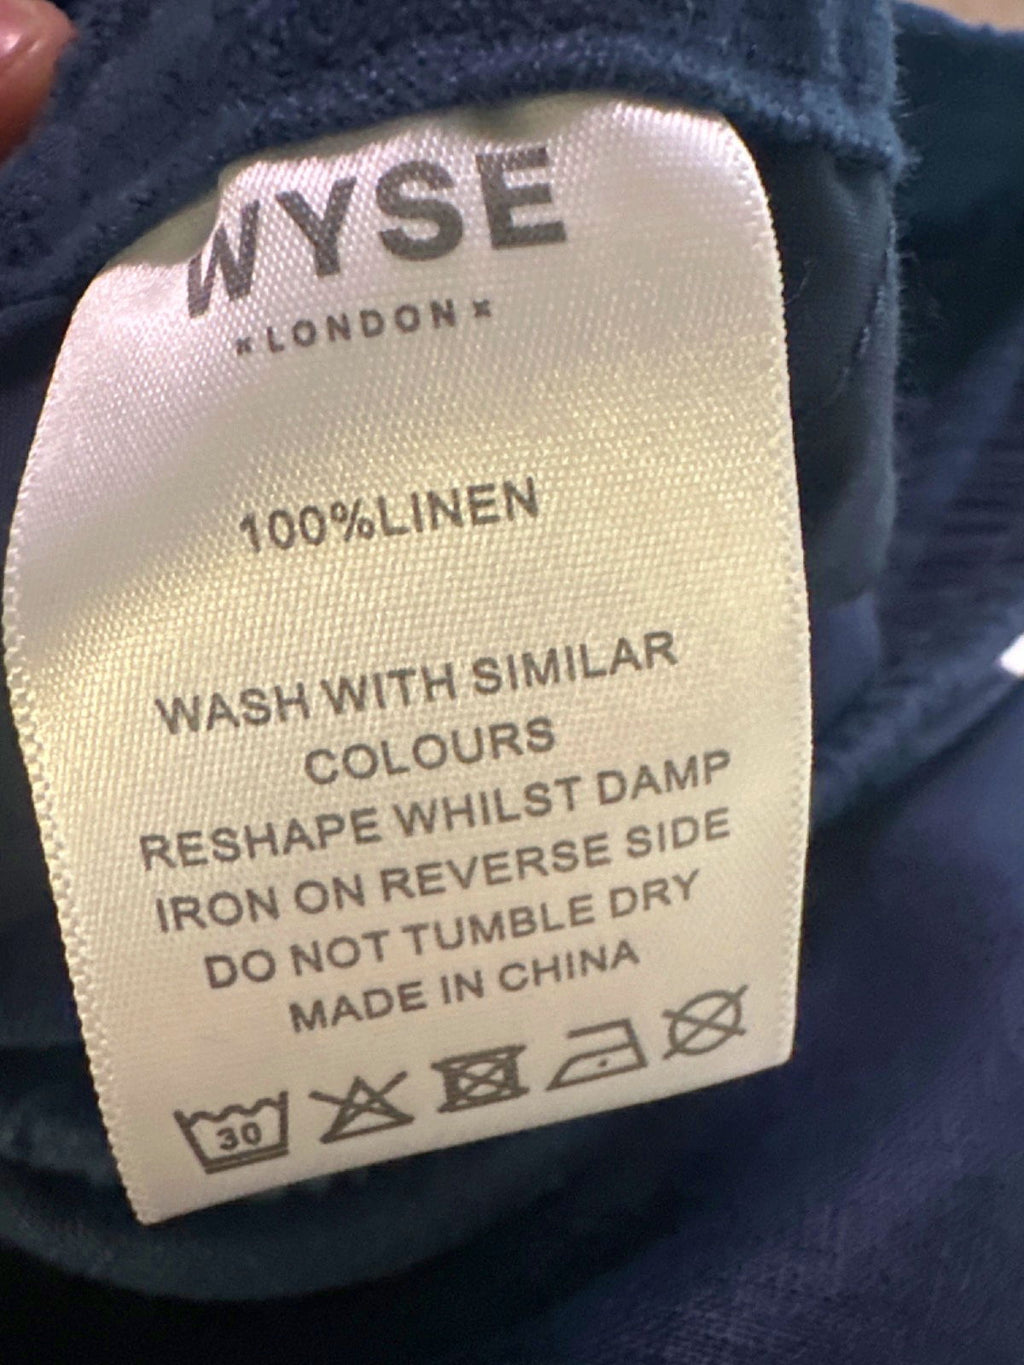 WYSE
×LONDON×
100%LINEN
WASH WITH SIMILAR
COLOURS
RESHAPE WHILST DAMP
IRON ON REVERSE SIDE
DO NOT TUMBLE DRY
MADE IN CHINA
30